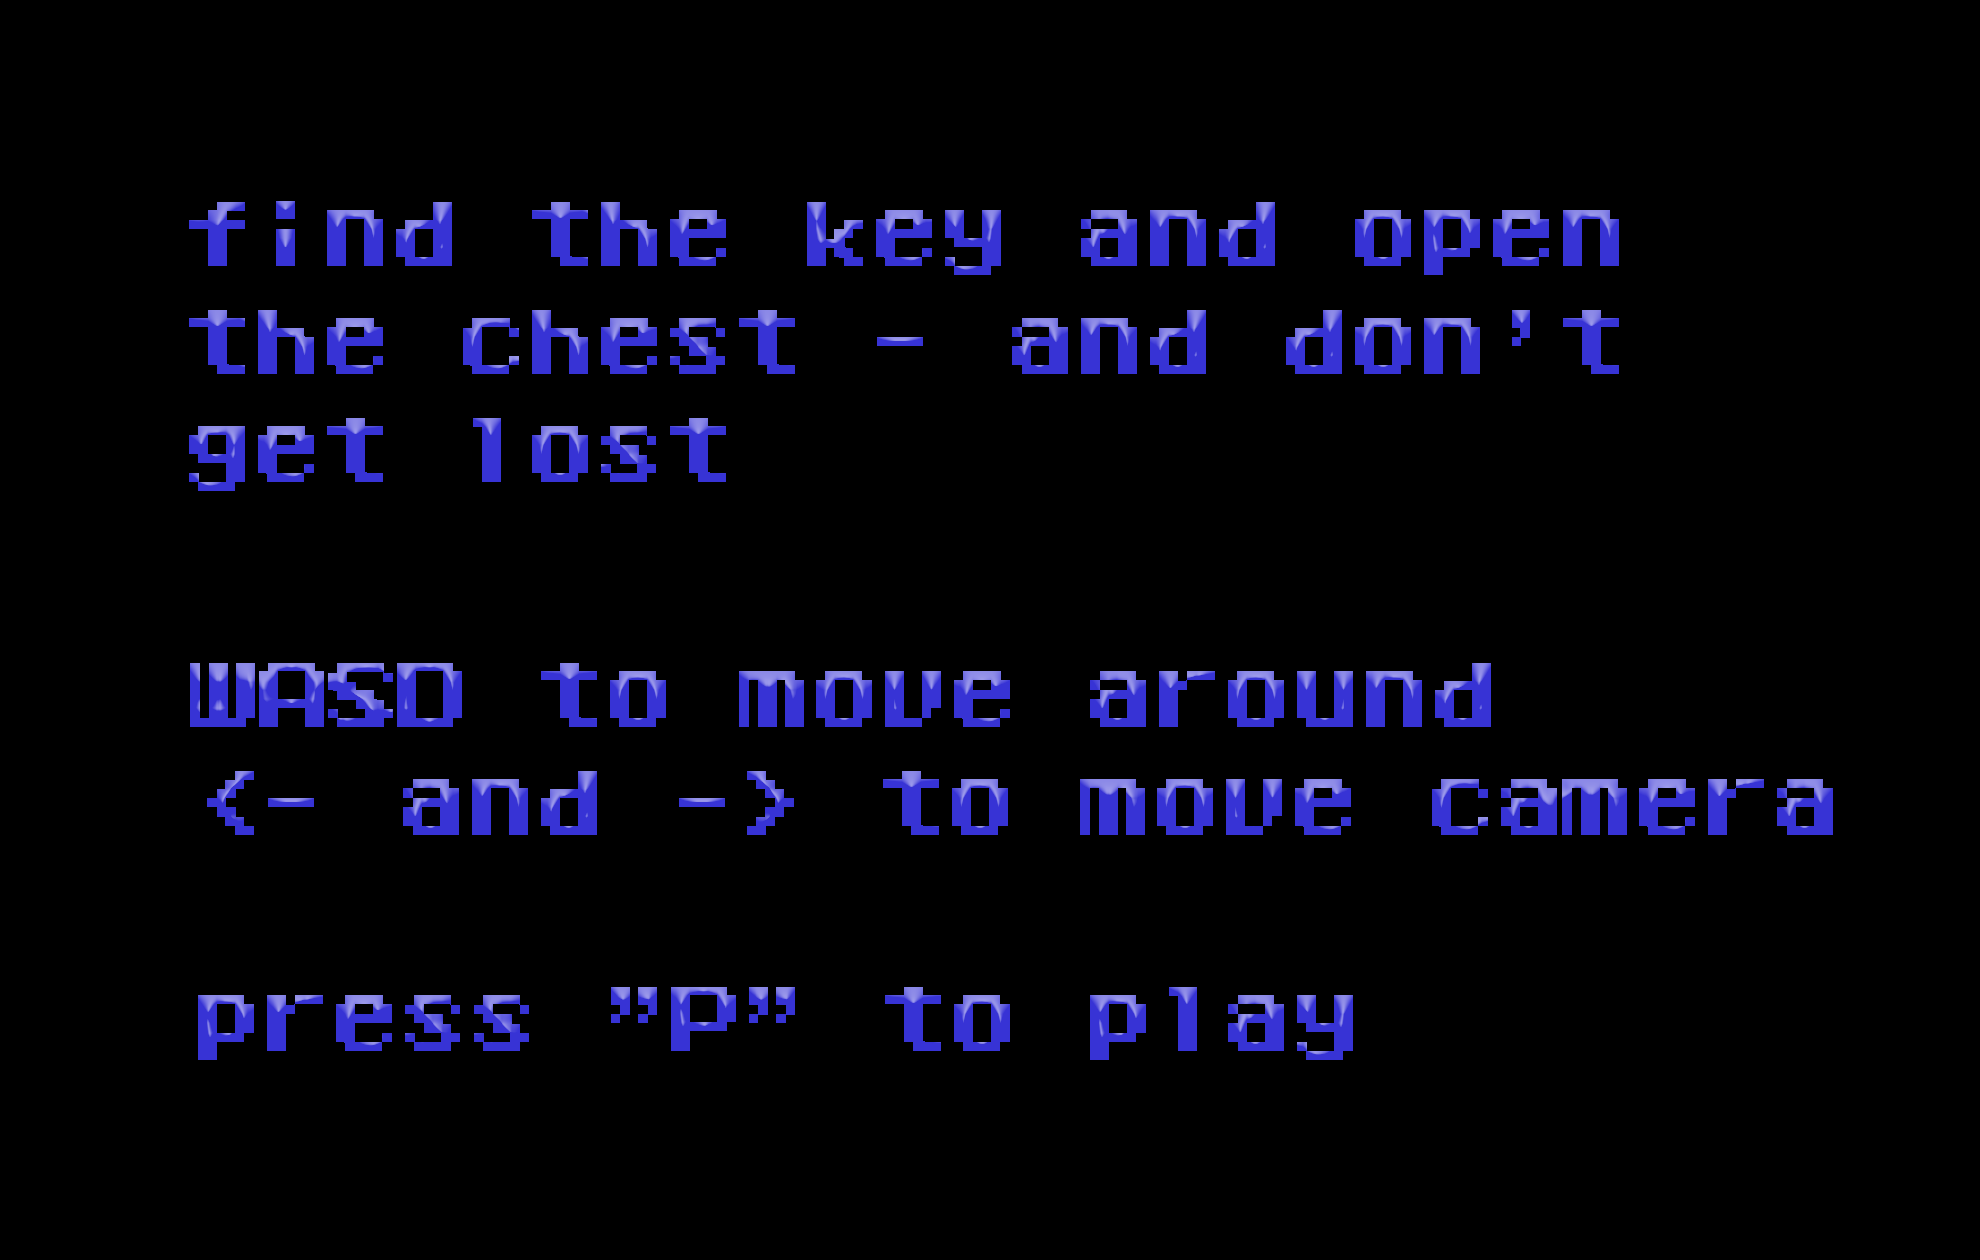 find the key and open
the chest - and don't
get lost
WASD to move around
<- and -> to move camera
press "P" to play